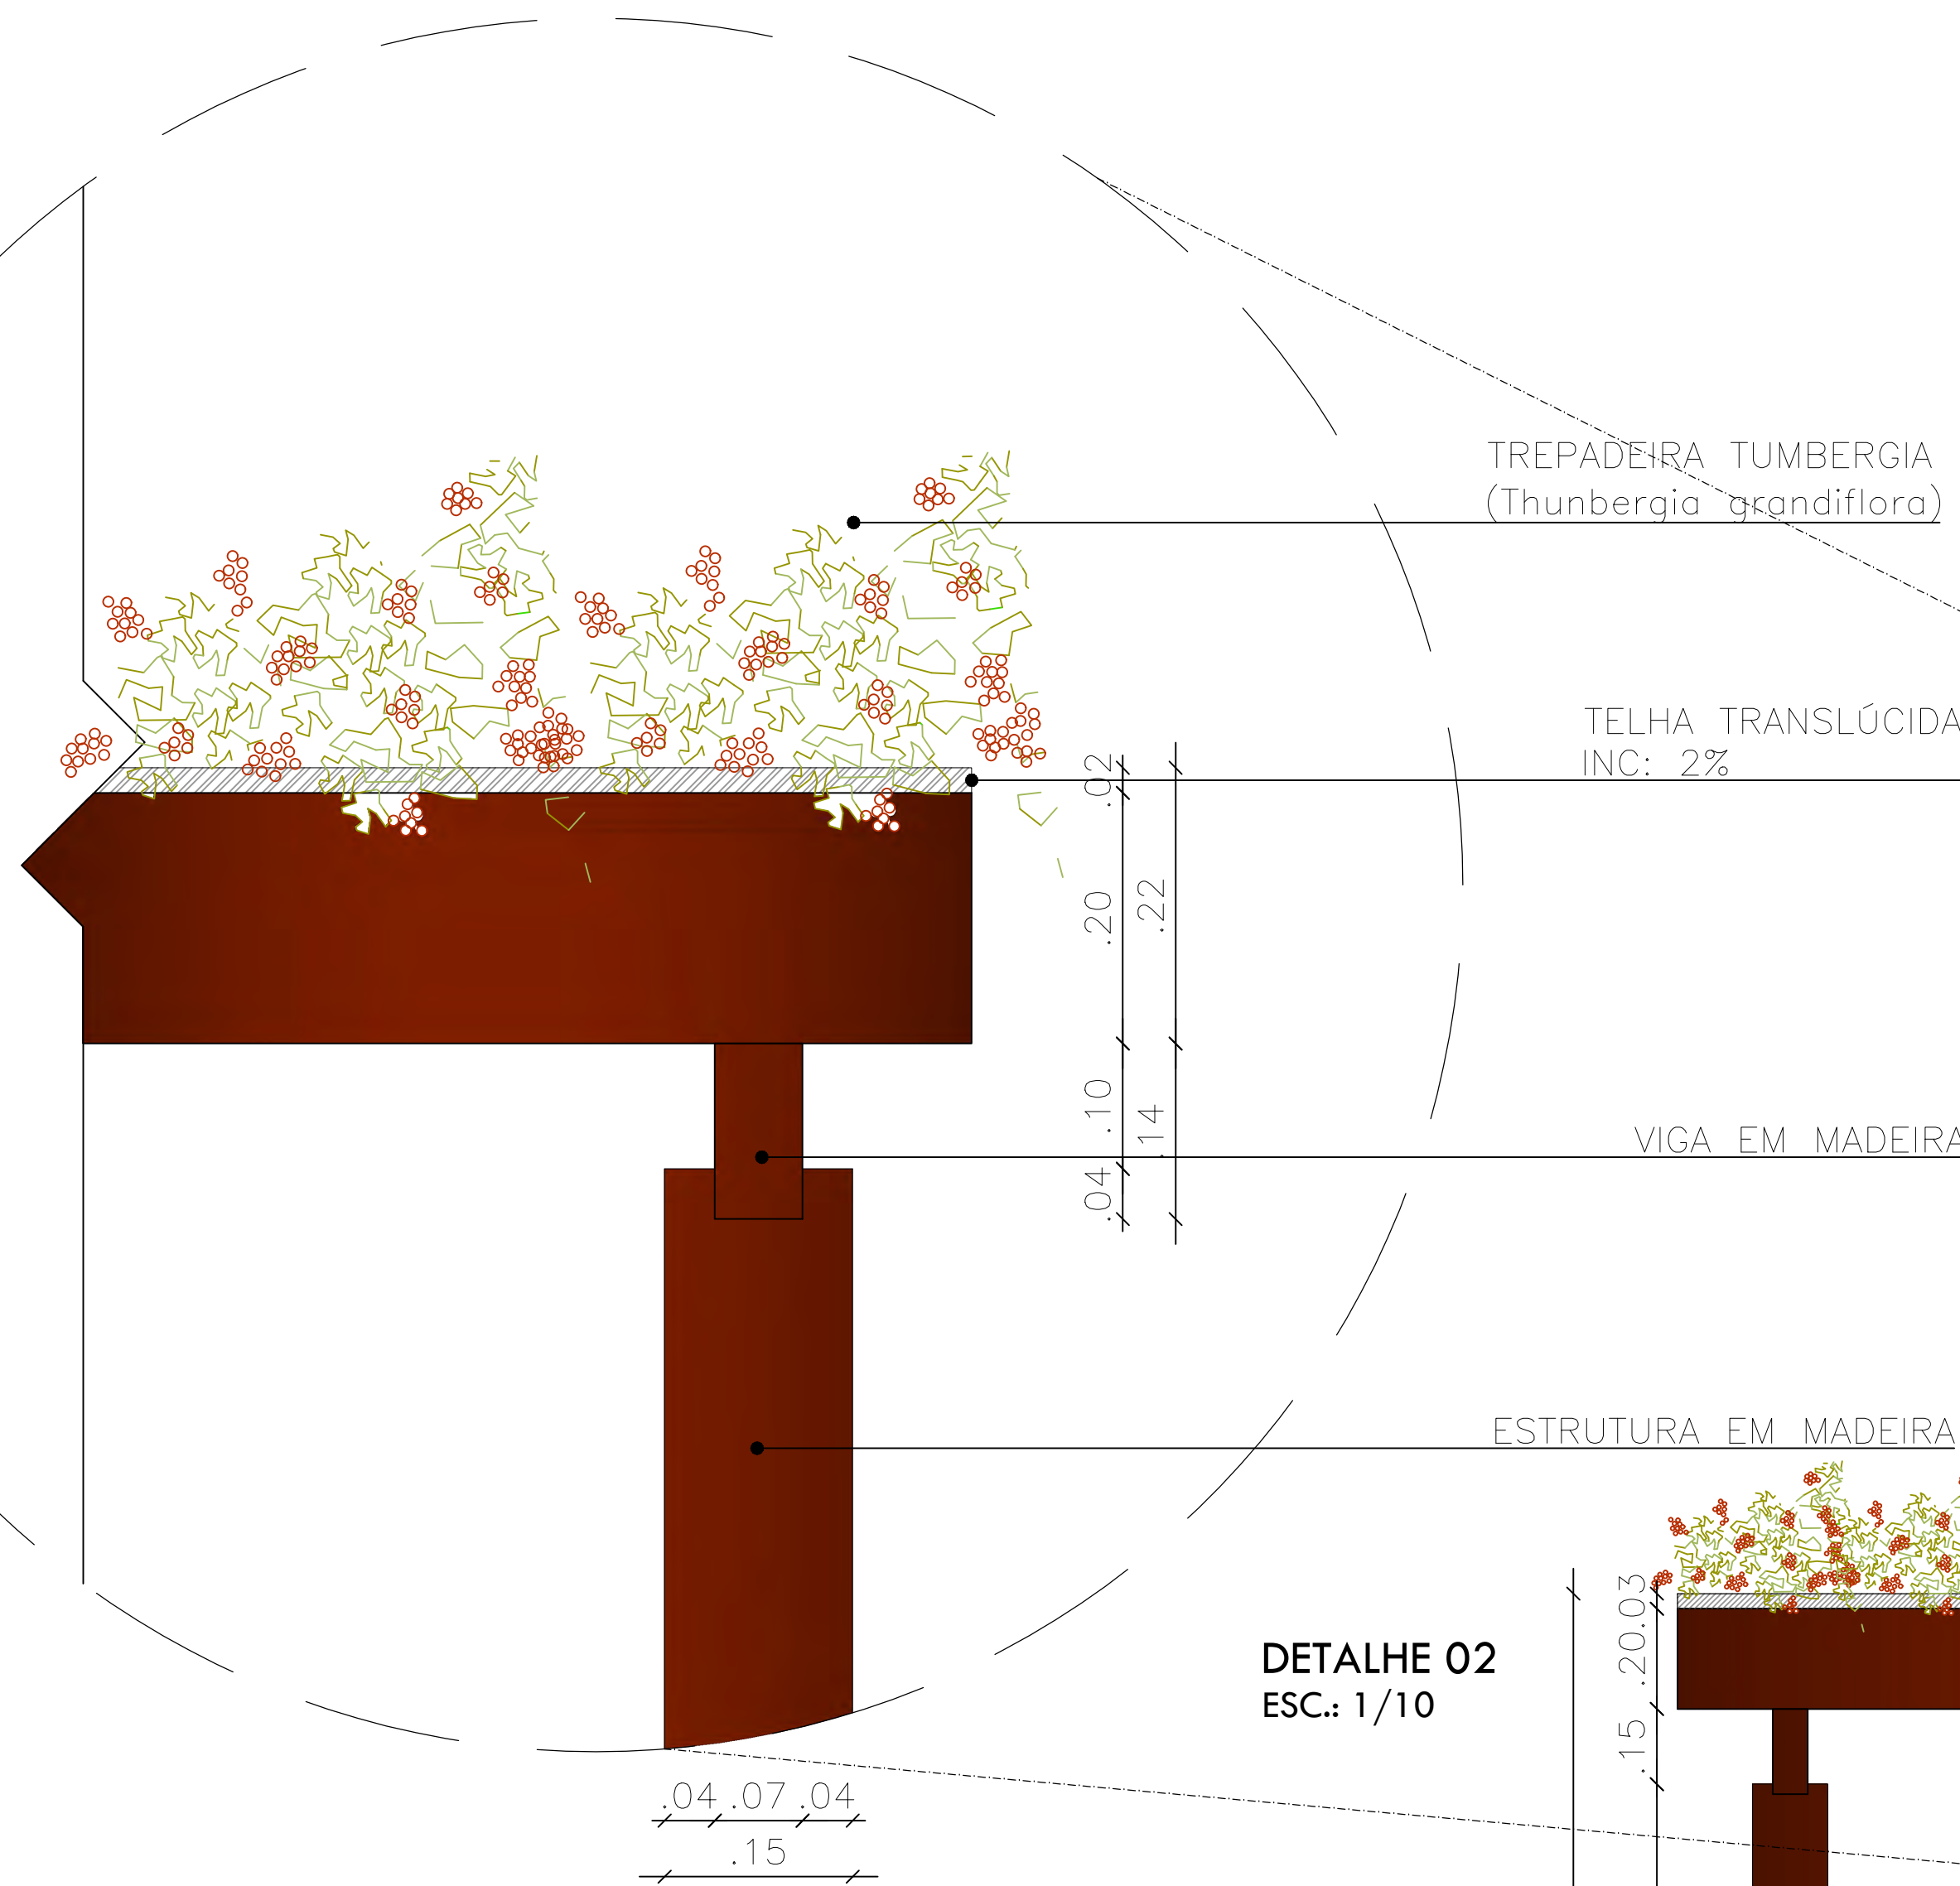 TREPADEIRA TUMBERGIA
(Thunbergia grandiflora)
TELHA TRANSLÚCIDA
INC: 2%
.02
.20
.22
.10
.14
.04
VIGA EM MADEIRA
ESTRUTURA EM MADEIRA
DETALHE 02
ESC.: 1/10
.03
.20
.15
.04 .07 .04
.15